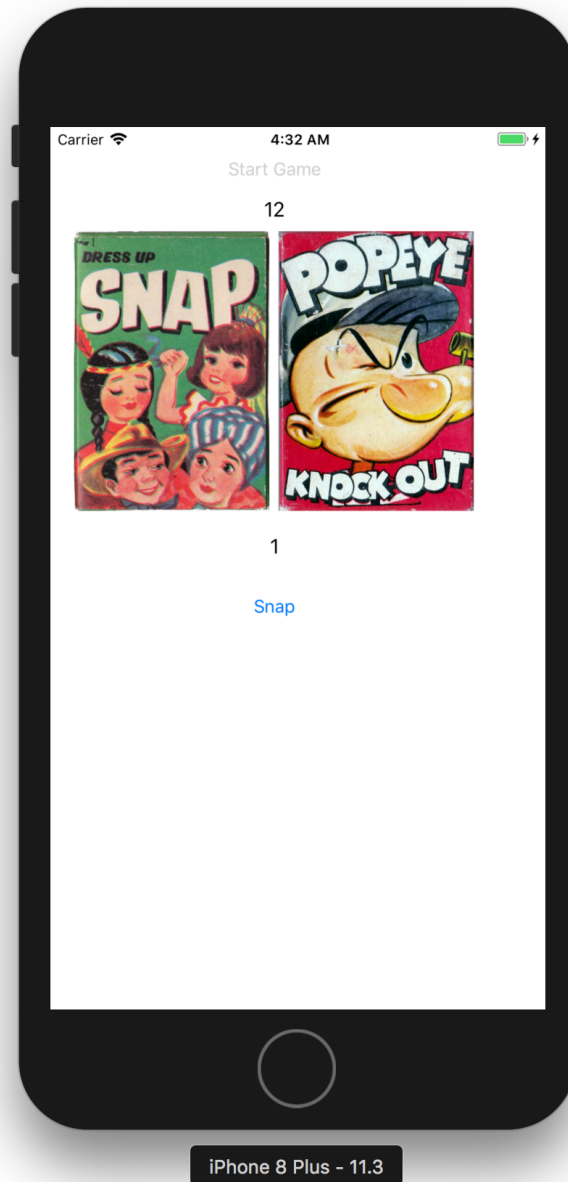 Carrier 4:32 AM
Start Game
12
DRESS UP
SNAP
POPEYE
KNOCK OUT
1
Snap
iPhone 8 Plus - 11.3